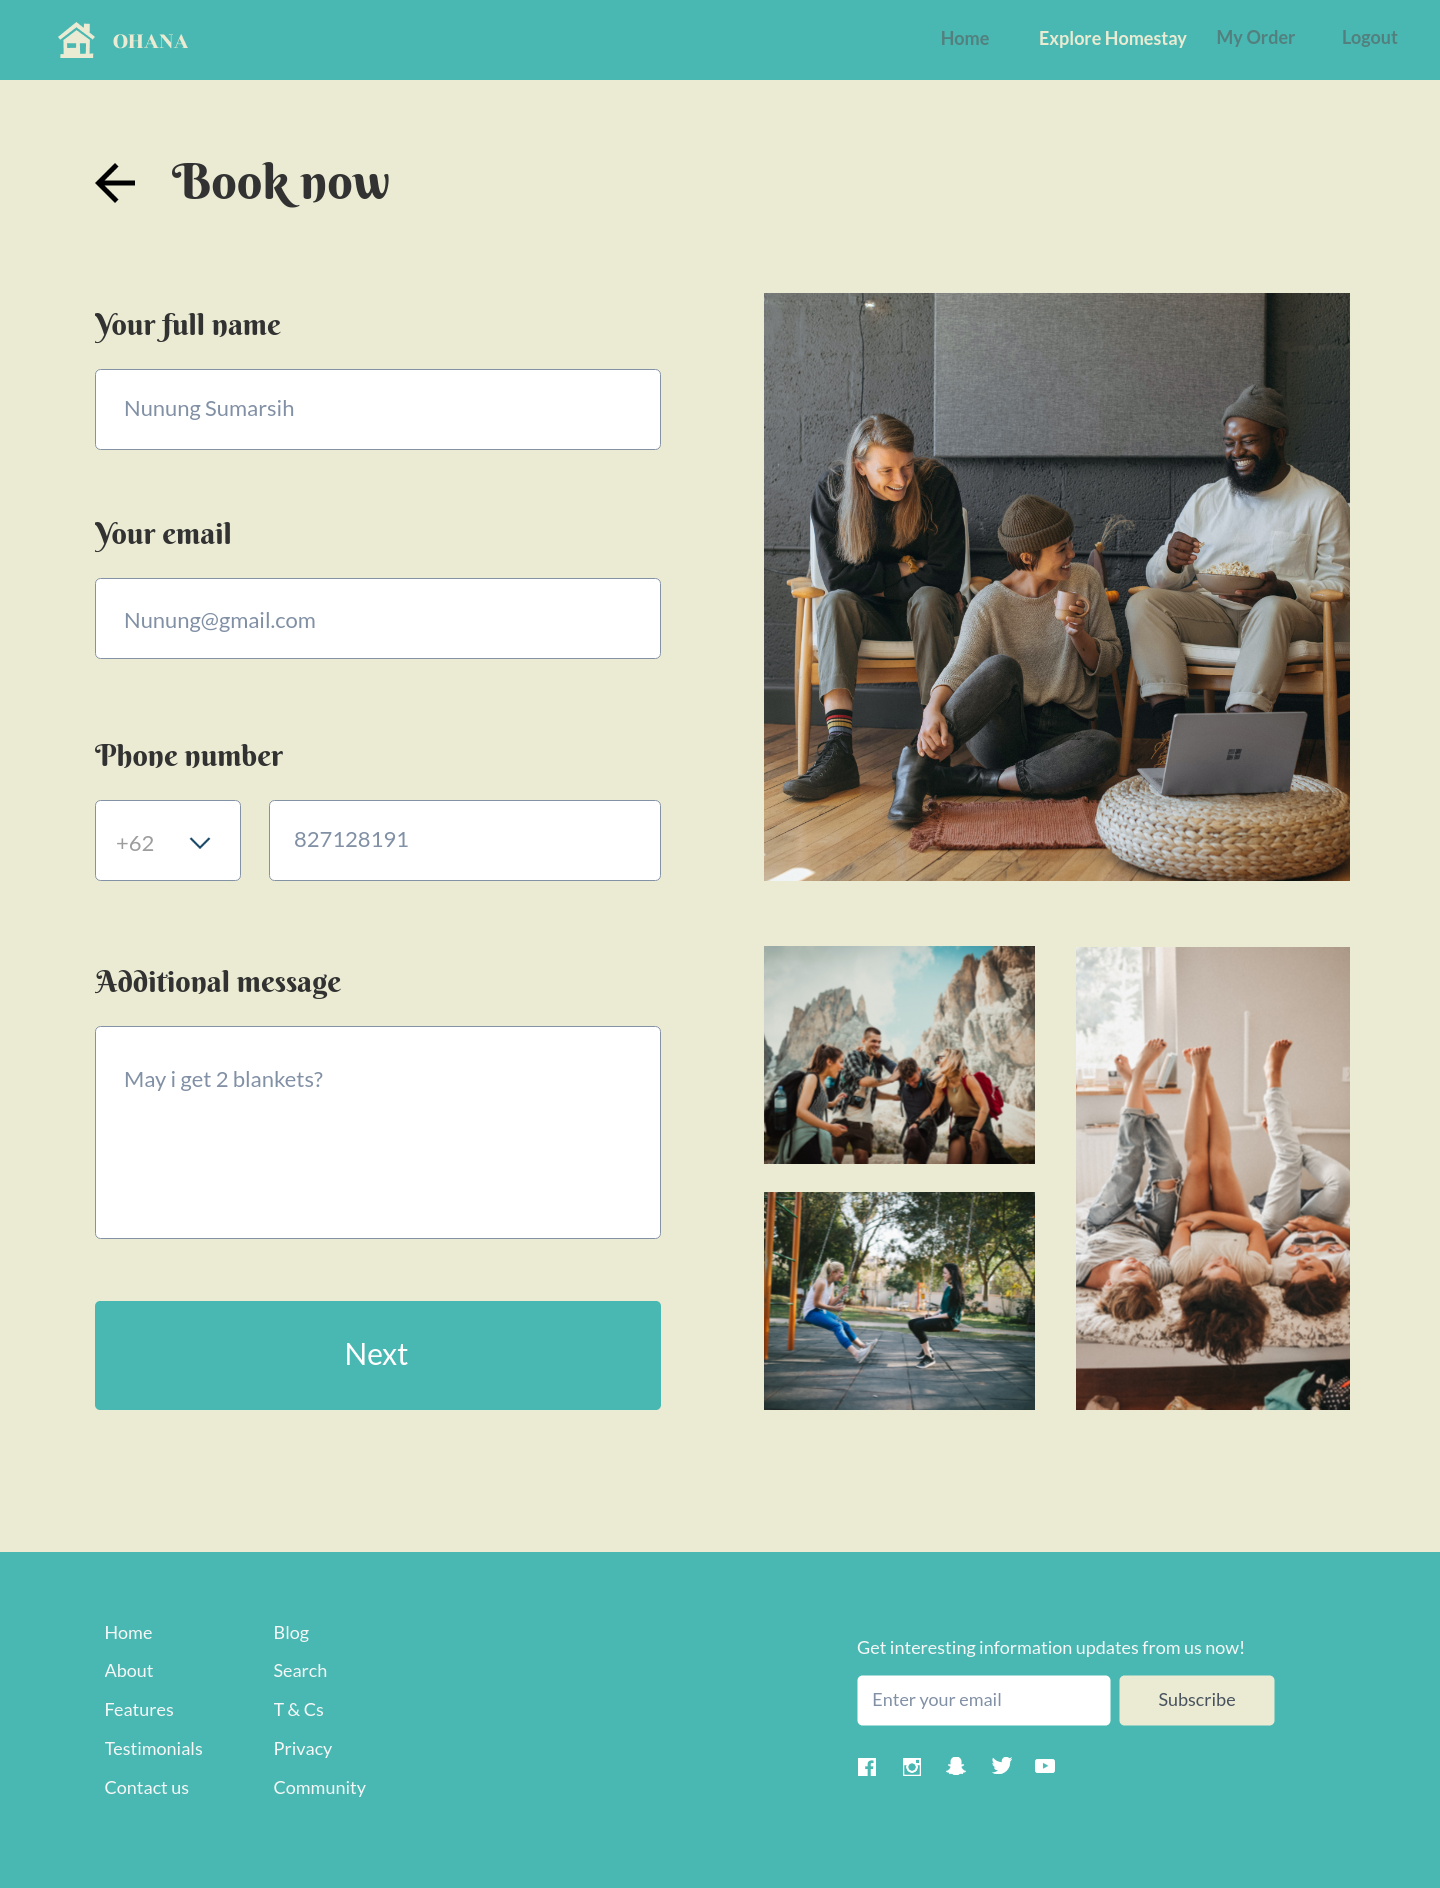 OHANA
Home
Explore Homestay
My Order
Logout
Book now
Your full name
Nunung Sumarsih
Your email
Nunung@gmail.com
Phone number
+62
827128191
Additional message
May i get 2 blankets?
Next
Home
About
Features
Testimonials
Contact us
Blog
Search
T & Cs
Privacy
Community
Get interesting information updates from us now!
Enter your email
Subscribe